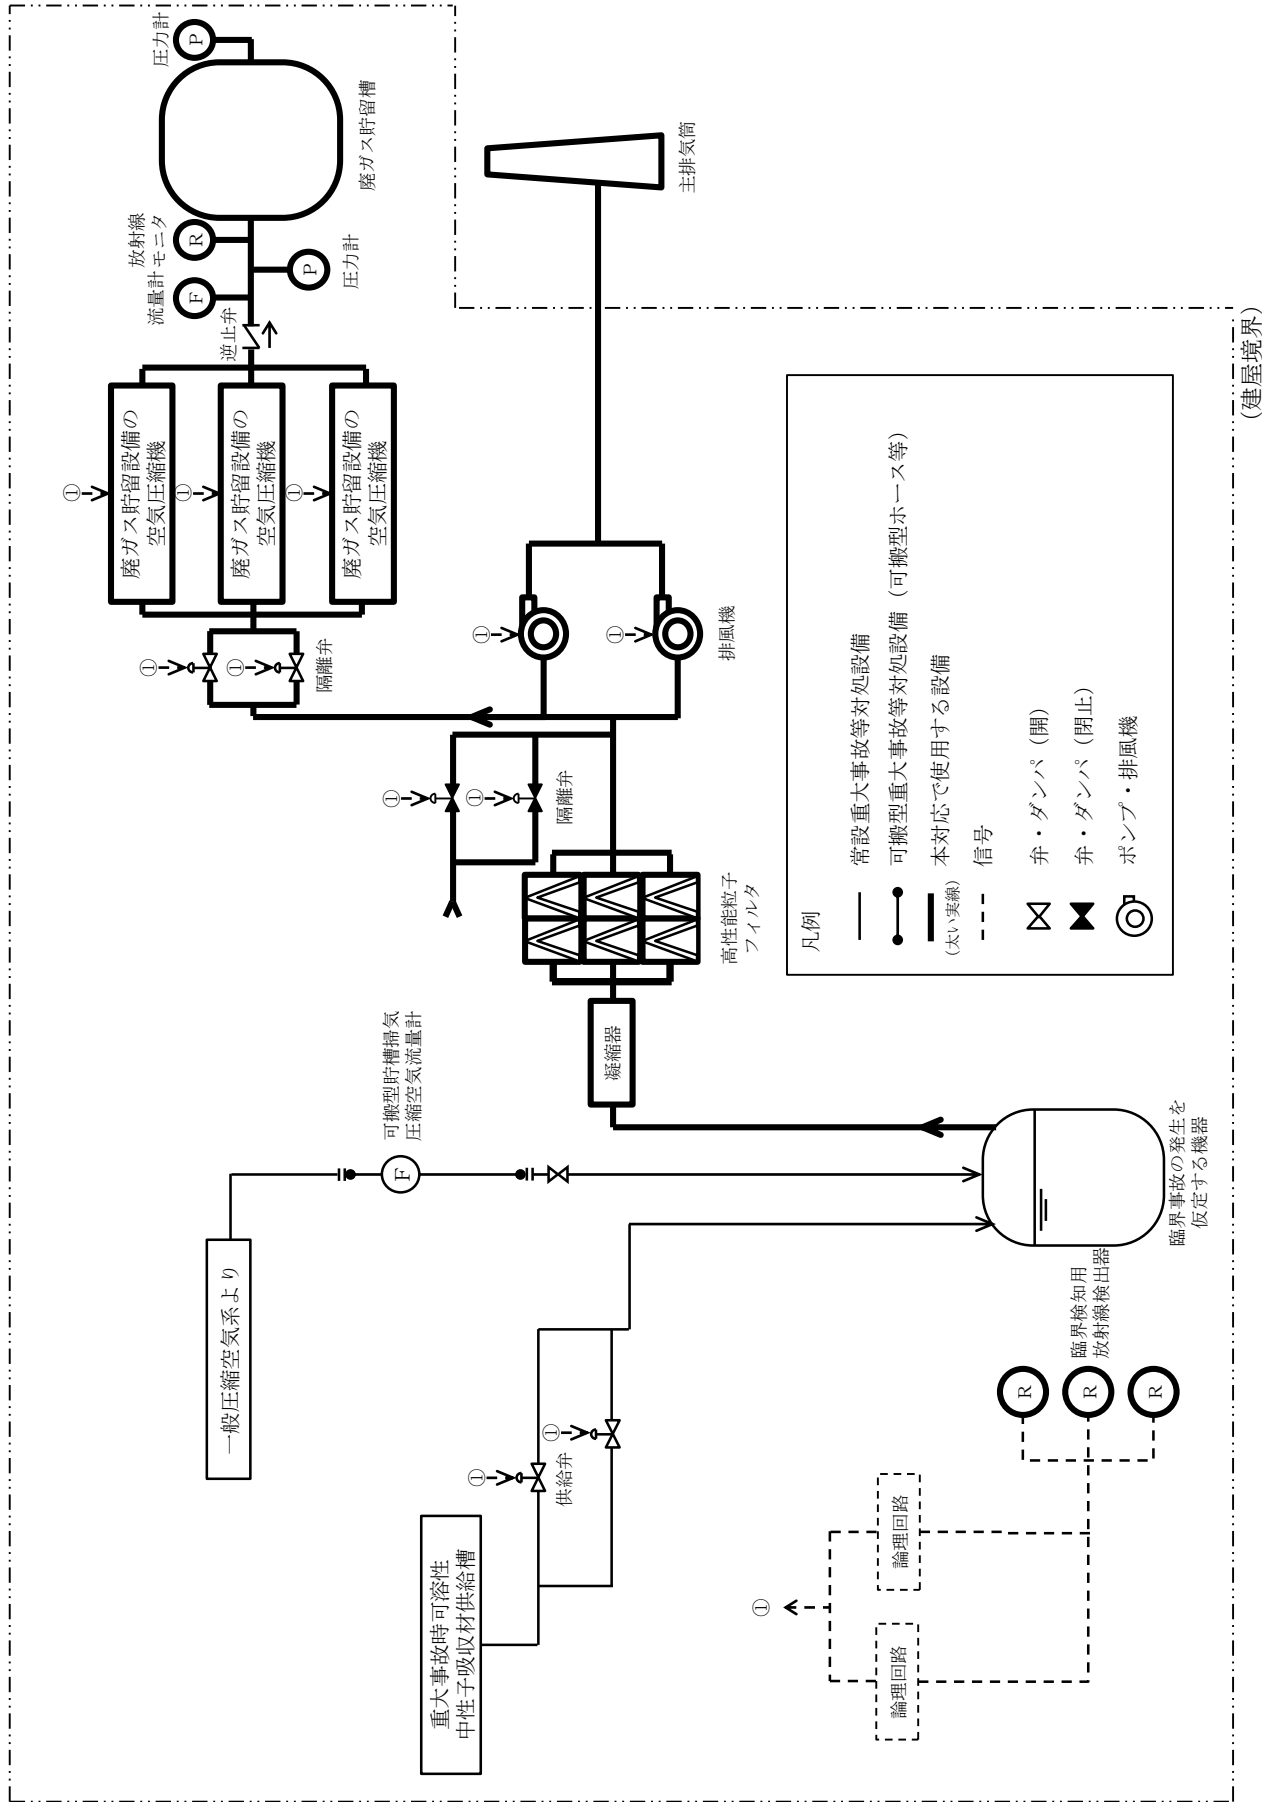 重大事故時可溶性
中性子吸収材供給槽
一般圧縮空気系より
①
供給弁
①
①
論理回路
論理回路
R
R
R
臨界検知用
放射線検出器
臨界事故の発生を
仮定する機器
可搬型貯槽掃気
圧縮空気流量計
F
凝縮器
高性能粒子
フィルタ
①
①
隔離弁
①
①
隔離弁
①
①
排風機
①
廃ガス貯留設備の
空気圧縮機
①
廃ガス貯留設備の
空気圧縮機
①
廃ガス貯留設備の
空気圧縮機
逆止弁
流量計
F
放射線
モニタ
R
P
圧力計
廃ガス貯留槽
圧力計
P
主排気筒
凡例
常設重大事故等対処設備
可搬型重大事故等対処設備（可搬型ホース等）
本対応で使用する設備
(太い実線)
信号
弁・ダンパ（開）
弁・ダンパ（閉止）
ポンプ・排風機
(建屋境界)